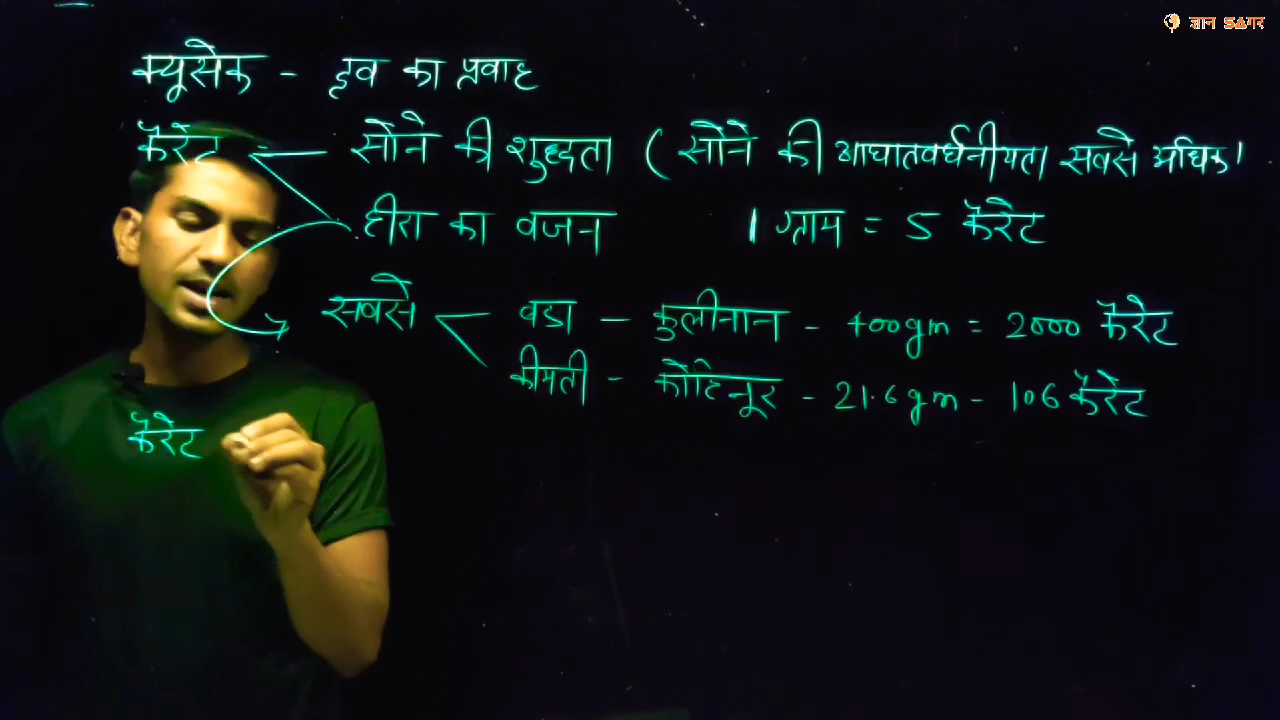 ज्ञान SAगर
क्यूसेक - द्रव का प्रवाह
कैरेट - सोने की शुद्धता ( सोने की आघातवर्धनीयता सबसे अधिक।
हीरा का वजन 1 ग्राम = 5 कैरेट
सबसे बडा - कुलीनान - 400gm = 2000 कैरेट
कीमती - कोहिनूर - 21.6gm - 106 कैरेट
कैरेट